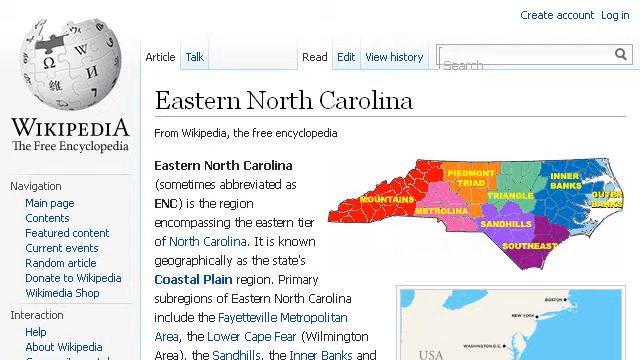 Create account Log in
Article Talk Read Edit View history Search
WIKIPEDIA
The Free Encyclopedia
Eastern North Carolina
From Wikipedia, the free encyclopedia
Navigation
Main page
Contents
Featured content
Current events
Random article
Donate to Wikipedia
Wikimedia Shop
Interaction
Help
About Wikipedia
Eastern North Carolina
(sometimes abbreviated as
ENC) is the region
encompassing the eastern tier
of North Carolina. It is known
geographically as the state's
Coastal Plain region. Primary
subregions of Eastern North Carolina
include the Fayetteville Metropolitan
Area, the Lower Cape Fear (Wilmington
Area), the Sandhills, the Inner Banks and
MOUNTAINS
PIEDMONT
TRIAD
METROLINA
TRIANGLE
SANDHILLS
SOUTHEAST
INNER
BANKS
OUTER
BANKS
BOSTON
NEW YORK
WASHINGTON D.C.
USA